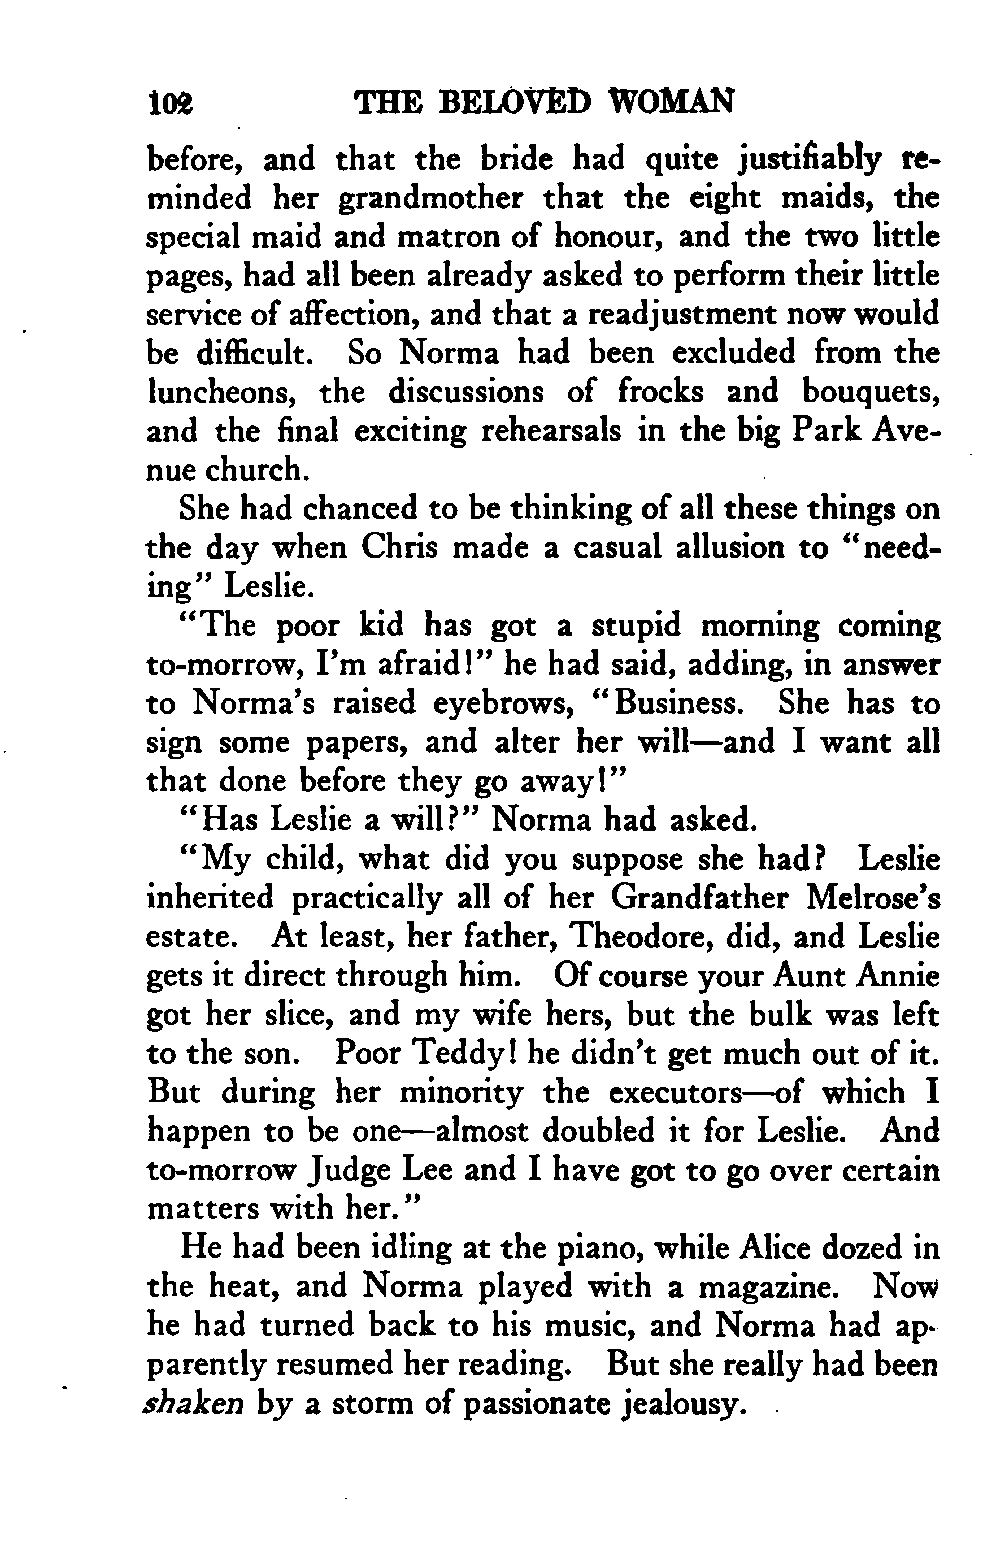 102 THE BELOVED WOMAN
before, and that the bride had quite justifiably re-
minded her grandmother that the eight maids, the
special maid and matron of honour, and the two little
pages, had all been already asked to perform their little
service of affection, and that a readjustment now would
be difficult. So Norma had been excluded from the
luncheons, the discussions of frocks and bouquets,
and the final exciting rehearsals in the big Park Ave-
nue church.
She had chanced to be thinking of all these things on
the day when Chris made a casual allusion to “need-
ing” Leslie.
“The poor kid has got a stupid morning coming
to-morrow, I’m afraid!” he had said, adding, in answer
to Norma’s raised eyebrows, “Business. She has to
sign some papers, and alter her will—and I want all
that done before they go away!”
“Has Leslie a will?” Norma had asked.
“My child, what did you suppose she had? Leslie
inherited practically all of her Grandfather Melrose’s
estate. At least, her father, Theodore, did, and Leslie
gets it direct through him. Of course your Aunt Annie
got her slice, and my wife hers, but the bulk was left
to the son. Poor Teddy! he didn’t get much out of it.
But during her minority the executors—of which I
happen to be one—almost doubled it for Leslie. And
to-morrow Judge Lee and I have got to go over certain
matters with her.”
He had been idling at the piano, while Alice dozed in
the heat, and Norma played with a magazine. Now
he had turned back to his music, and Norma had ap-
parently resumed her reading. But she really had been
shaken by a storm of passionate jealousy.